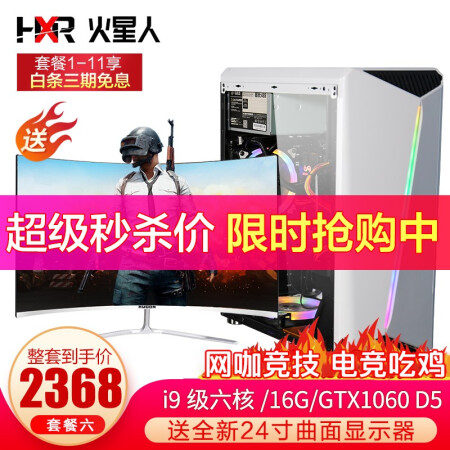 HXR 火星人
套餐1-11享
白条三期免息
送
超级秒杀价 限时抢购中
HUGON
网咖竞技 电竞吃鸡
整套到手价
2368
套餐六
i9 级六核 /16G/GTX1060 D5
送全新24寸曲面显示器